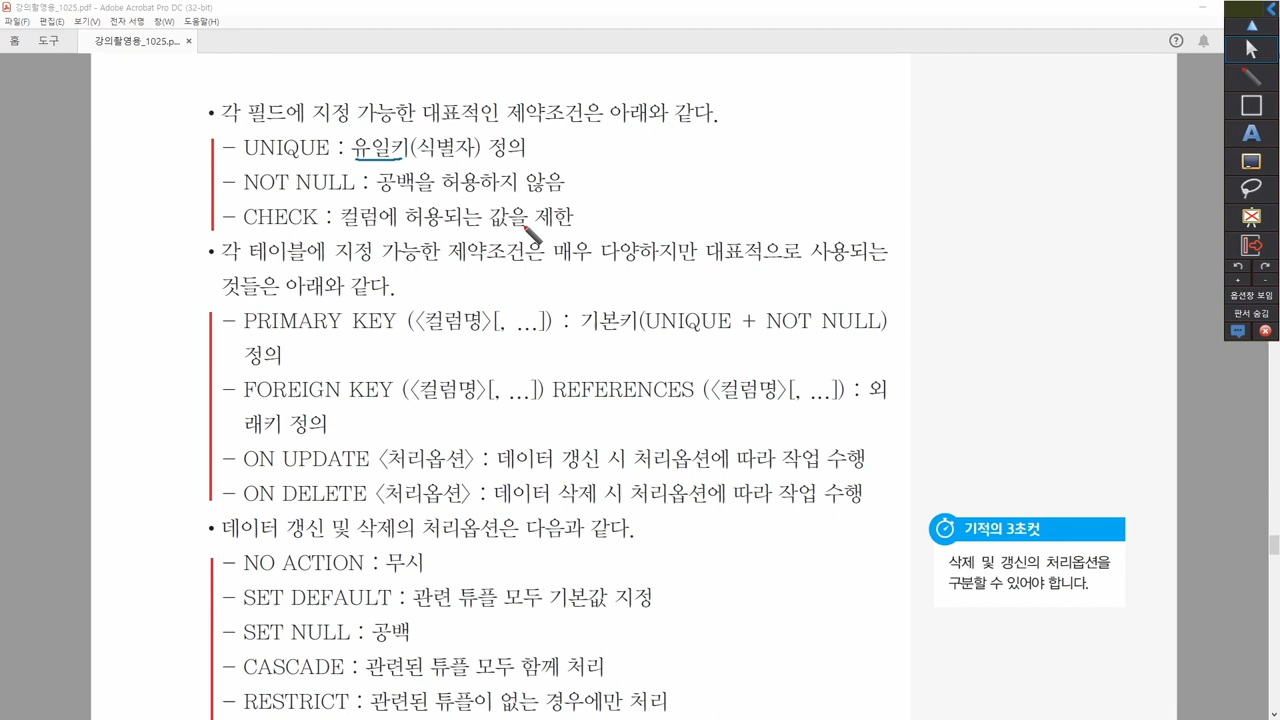 강의촬영용_1025.pdf - Adobe Acrobat Pro DC (32-bit)
파일(F) 편집(E) 보기(V) 전자 서명 창(W) 도움말(H)
홈 도구 강의촬영용_1025.p... ×
• 각 필드에 지정 가능한 대표적인 제약조건은 아래와 같다.
– UNIQUE : 유일키(식별자) 정의
– NOT NULL : 공백을 허용하지 않음
– CHECK : 컬럼에 허용되는 값을 제한
• 각 테이블에 지정 가능한 제약조건은 매우 다양하지만 대표적으로 사용되는
것들은 아래와 같다.
– PRIMARY KEY (〈컬럼명〉[, …]) : 기본키(UNIQUE + NOT NULL)
정의
– FOREIGN KEY (〈컬럼명〉[, …]) REFERENCES (〈컬럼명〉[, …]) : 외
래키 정의
– ON UPDATE 〈처리옵션〉 : 데이터 갱신 시 처리옵션에 따라 작업 수행
– ON DELETE 〈처리옵션〉 : 데이터 삭제 시 처리옵션에 따라 작업 수행
• 데이터 갱신 및 삭제의 처리옵션은 다음과 같다.
– NO ACTION : 무시
– SET DEFAULT : 관련 튜플 모두 기본값 지정
– SET NULL : 공백
– CASCADE : 관련된 튜플 모두 함께 처리
– RESTRICT : 관련된 튜플이 없는 경우에만 처리
기적의 3초컷
삭제 및 갱신의 처리옵션을
구분할 수 있어야 합니다.
A
+ -
옵션장 보임
판서 숨김